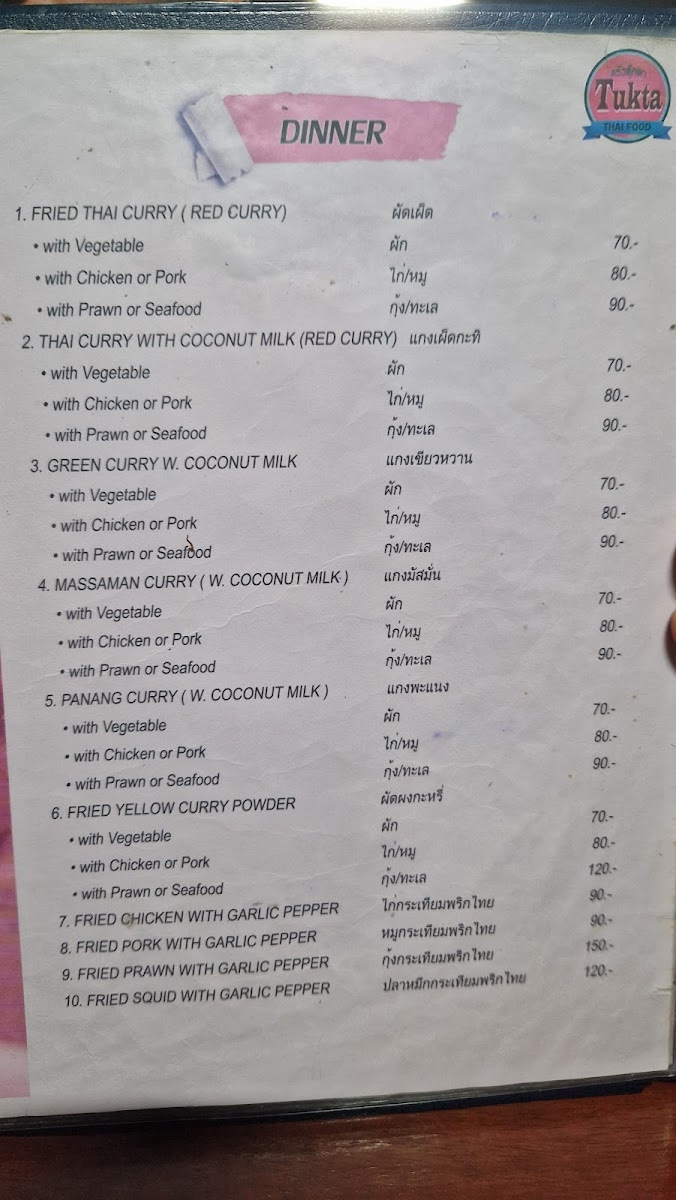 ครัวตุ๊กตา
Tukta
THAI FOOD
DINNER
1. FRIED THAI CURRY ( RED CURRY) ผัดเผ็ด
• with Vegetable ผัก 70.-
• with Chicken or Pork ไก่/หมู 80.-
• with Prawn or Seafood กุ้ง/ทะเล 90.-
2. THAI CURRY WITH COCONUT MILK (RED CURRY) แกงเผ็ดกะทิ
• with Vegetable ผัก 70.-
• with Chicken or Pork ไก่/หมู 80.-
• with Prawn or Seafood กุ้ง/ทะเล 90.-
3. GREEN CURRY W. COCONUT MILK แกงเขียวหวาน
• with Vegetable ผัก 70.-
• with Chicken or Pork ไก่/หมู 80.-
• with Prawn or Seafood กุ้ง/ทะเล 90.-
4. MASSAMAN CURRY ( W. COCONUT MILK ) แกงมัสมั่น
• with Vegetable ผัก 70.-
• with Chicken or Pork ไก่/หมู 80.-
• with Prawn or Seafood กุ้ง/ทะเล 90.-
5. PANANG CURRY ( W. COCONUT MILK ) แกงพะแนง
• with Vegetable ผัก 70.-
• with Chicken or Pork ไก่/หมู 80.-
• with Prawn or Seafood กุ้ง/ทะเล 90.-
6. FRIED YELLOW CURRY POWDER ผัดผงกะหรี่
• with Vegetable ผัก 70.-
• with Chicken or Pork ไก่/หมู 80.-
• with Prawn or Seafood กุ้ง/ทะเล 120.-
7. FRIED CHICKEN WITH GARLIC PEPPER ไก่กระเทียมพริกไทย 90.-
8. FRIED PORK WITH GARLIC PEPPER หมูกระเทียมพริกไทย 90.-
9. FRIED PRAWN WITH GARLIC PEPPER กุ้งกระเทียมพริกไทย 150.-
10. FRIED SQUID WITH GARLIC PEPPER ปลาหมึกกระเทียมพริกไทย 120.-